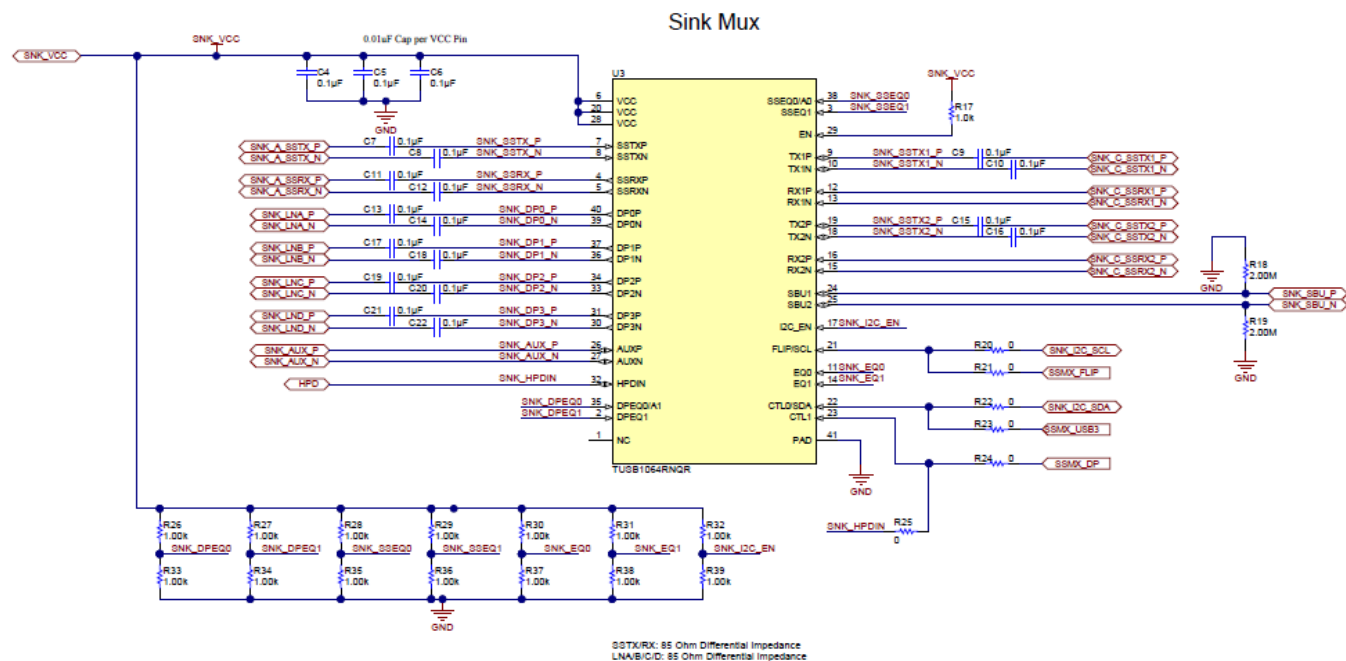 Sink Mux
SNK_VCC
SNK_VCC
0.01uF Cap per VCC Pin
C4
0.1µF
C5
0.1µF
C6
0.1µF
GND
U3
6 VCC
20 VCC
28 VCC
SNK_A_SSTX_P C7 0.1µF SNK_SSTX_P 7 SSTXP
SNK_A_SSTX_N C8 0.1µF SNK_SSTX_N 8 SSTXN
SNK_A_SSRX_P C11 0.1µF SNK_SSRX_P 4 SSRXP
SNK_A_SSRX_N C12 0.1µF SNK_SSRX_N 5 SSRXN
SNK_LNA_P C13 0.1µF SNK_DP0_P 40 DP0P
SNK_LNA_N C14 0.1µF SNK_DP0_N 39 DP0N
SNK_LNB_P C17 0.1µF SNK_DP1_P 37 DP1P
SNK_LNB_N C18 0.1µF SNK_DP1_N 36 DP1N
SNK_LNC_P C19 0.1µF SNK_DP2_P 34 DP2P
SNK_LNC_N C20 0.1µF SNK_DP2_N 33 DP2N
SNK_LND_P C21 0.1µF SNK_DP3_P 31 DP3P
SNK_LND_N C22 0.1µF SNK_DP3_N 30 DP3N
SNK_AUX_P SNK_AUX_P 26 AUXP
SNK_AUX_N SNK_AUX_N 27 AUXN
HPD SNK_HPDIN 32 HPDIN
SNK_DPEQ0 35 DPEQ0/A1
SNK_DPEQ1 2 DPEQ1
1 NC
TUSB1064RNQR
SNK_VCC
R17
1.0k
SSEQ0/A0 38 SNK_SSEQ0
SSEQ1 3 SNK_SSEQ1
EN 29
TX1P 9 SNK_SSTX1_P C9 0.1µF SNK_C_SSTX1_P
TX1N 10 SNK_SSTX1_N C10 0.1µF SNK_C_SSTX1_N
RX1P 12 SNK_C_SSRX1_P
RX1N 13 SNK_C_SSRX1_N
TX2P 19 SNK_SSTX2_P C15 0.1µF SNK_C_SSTX2_P
TX2N 18 SNK_SSTX2_N C16 0.1µF SNK_C_SSTX2_N
RX2P 16 SNK_C_SSRX2_P
RX2N 15 SNK_C_SSRX2_N
GND
R18
2.00M
SBU1 24 SNK_SBU_P
SBU2 25 SNK_SBU_N
R19
2.00M
GND
I2C_EN 17 SNK_I2C_EN
FLIP/SCL 21 R20 0 SNK_I2C_SCL
R21 0 SSMX_FLIP
EQ0 11 SNK_EQ0
EQ1 14 SNK_EQ1
CTL0/SDA 22 R22 0 SNK_I2C_SDA
CTL1 23
R23 0 SSMX_USB3
PAD 41
R24 0 SSMX_DP
GND
SNK_HPDIN R25
0
R26
1.00k
R27
1.00k
R28
1.00k
R29
1.00k
R30
1.00k
R31
1.00k
R32
1.00k
SNK_DPEQ0 SNK_DPEQ1 SNK_SSEQ0 SNK_SSEQ1 SNK_EQ0 SNK_EQ1 SNK_I2C_EN
R33
1.00k
R34
1.00k
R35
1.00k
R36
1.00k
R37
1.00k
R38
1.00k
R39
1.00k
GND
SSTX/RX: 85 Ohm Differential Impedance
LNA/B/C/D: 85 Ohm Differential Impedance